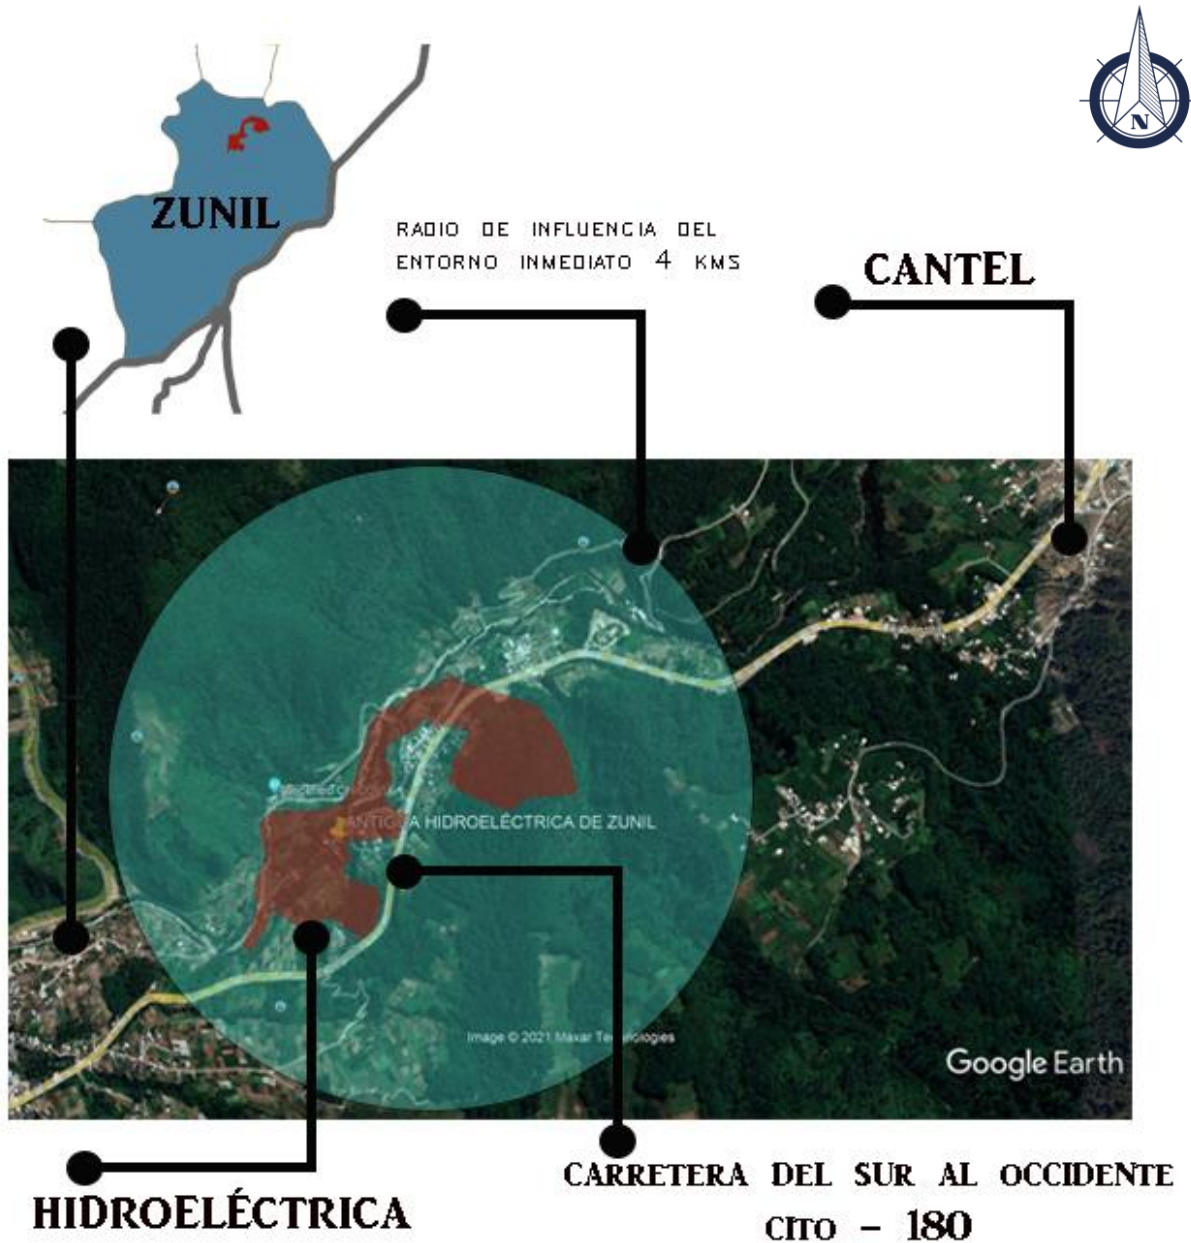 N
ZUNIL
RADIO DE INFLUENCIA DEL
ENTORNO INMEDIATO 4 KMS
CANTEL
ANTIGUA HIDROELÉCTRICA DE ZUNIL
Image © 2021 Maxar Technologies
Google Earth
HIDROELÉCTRICA
CARRETERA DEL SUR AL OCCIDENTE
CITO - 180